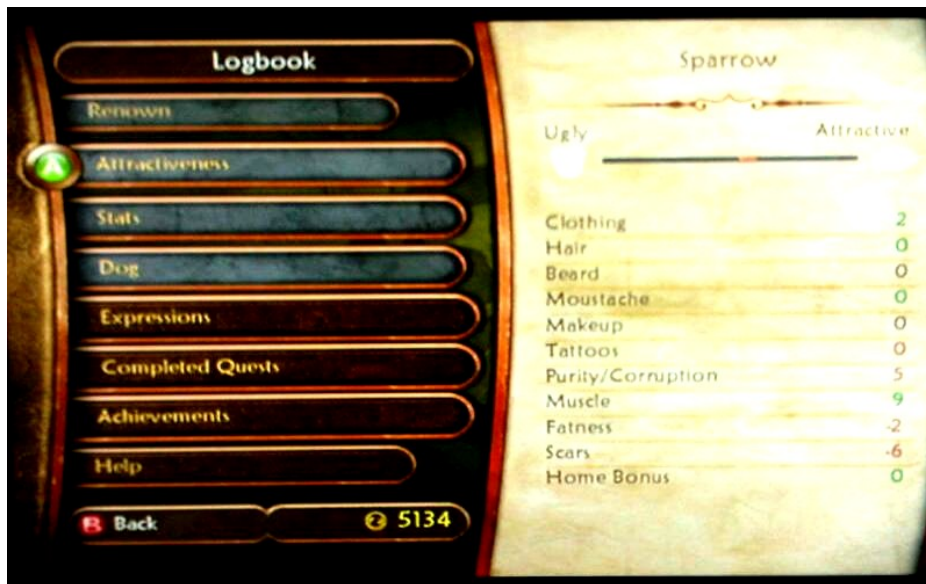 Logbook
Renown
A Attractiveness
Stats
Dog
Expressions
Completed Quests
Achievements
Help
B Back 5134
Sparrow
Ugly Attractive
Clothing 2
Hair 0
Beard 0
Moustache 0
Makeup 0
Tattoos 0
Purity/Corruption 5
Muscle 9
Fatness -2
Scars -6
Home Bonus 0